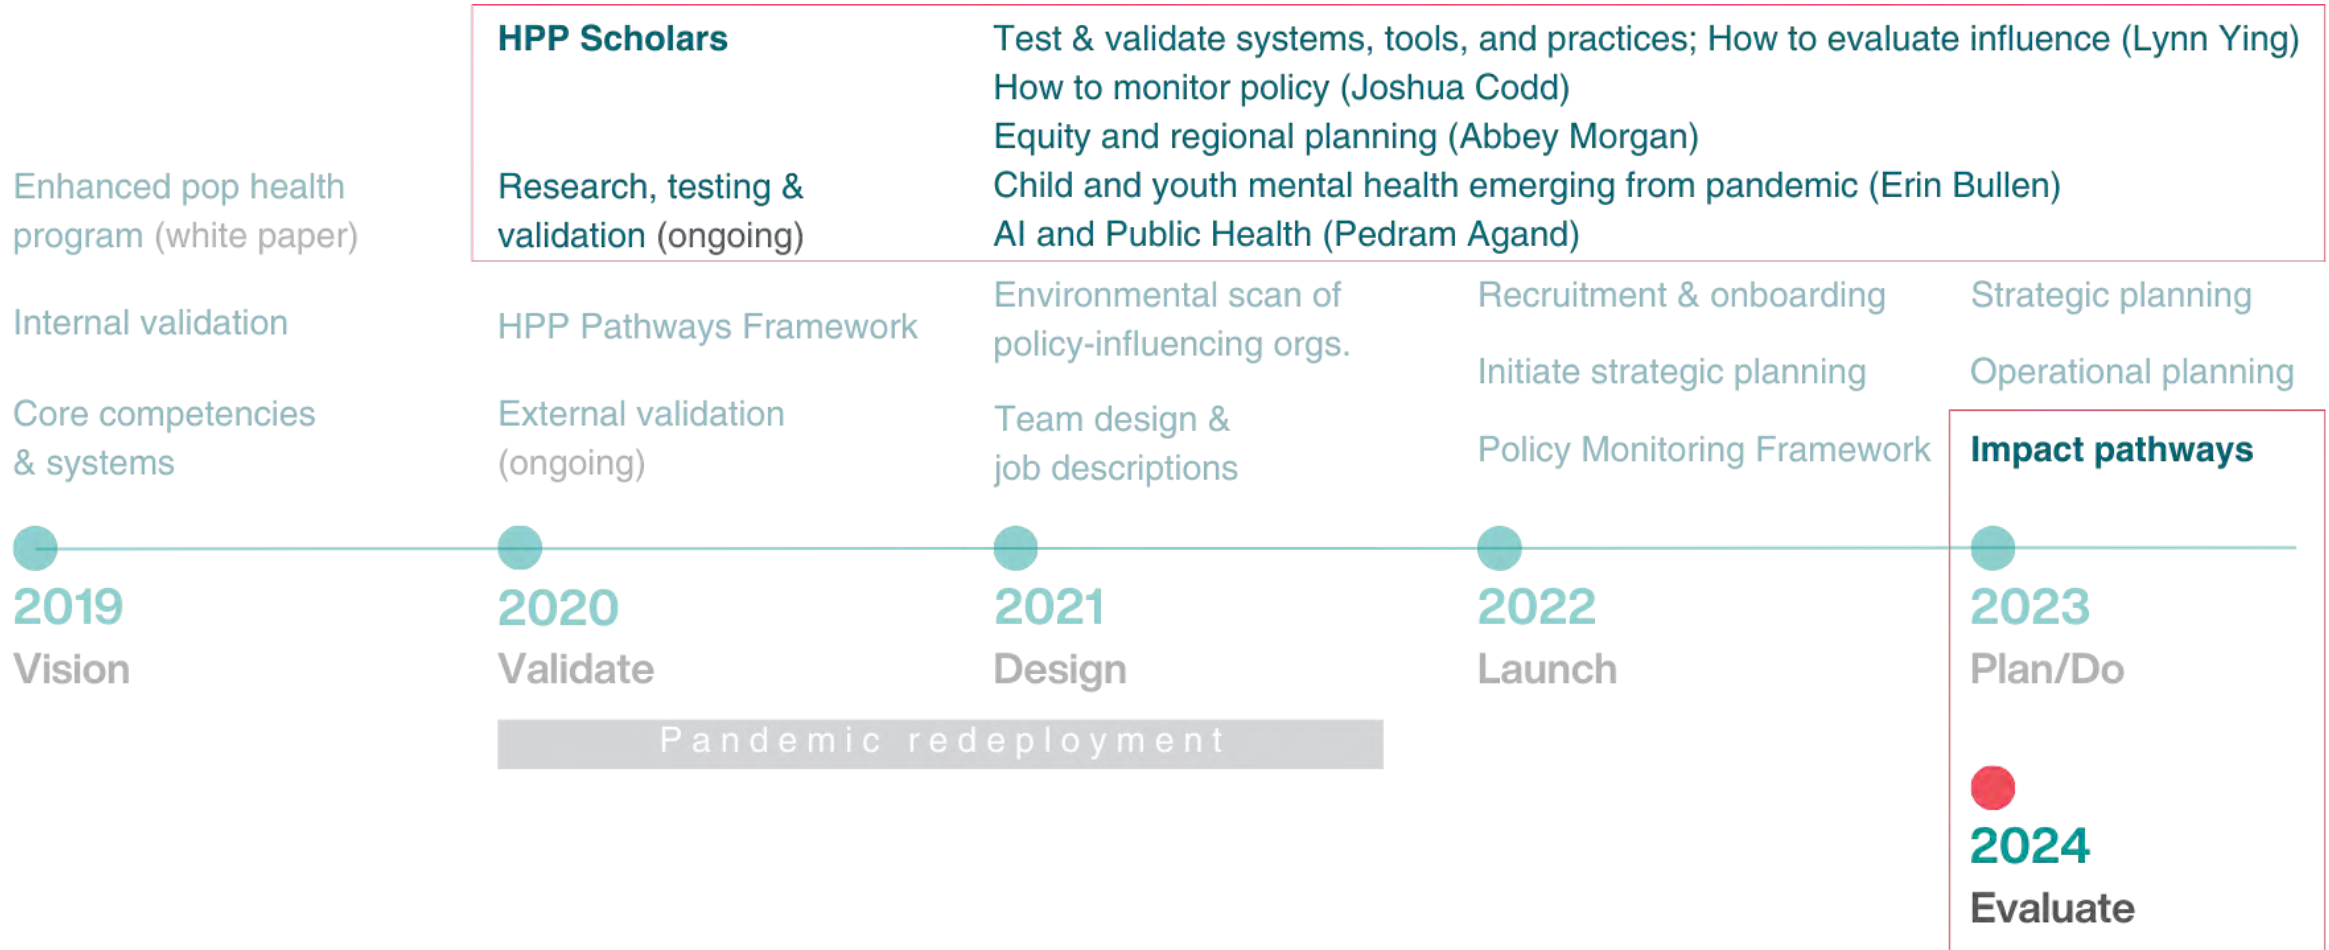 HPP Scholars
Research, testing &
validation (ongoing)
Test & validate systems, tools, and practices; How to evaluate influence (Lynn Ying)
How to monitor policy (Joshua Codd)
Equity and regional planning (Abbey Morgan)
Child and youth mental health emerging from pandemic (Erin Bullen)
AI and Public Health (Pedram Agand)
Enhanced pop health
program (white paper)
Internal validation
Core competencies
& systems
HPP Pathways Framework
External validation
(ongoing)
Environmental scan of
policy-influencing orgs.
Team design &
job descriptions
Recruitment & onboarding
Initiate strategic planning
Policy Monitoring Framework
Strategic planning
Operational planning
Impact pathways
2019
Vision
2020
Validate
2021
Design
2022
Launch
2023
Plan/Do
Pandemic redeployment
2024
Evaluate